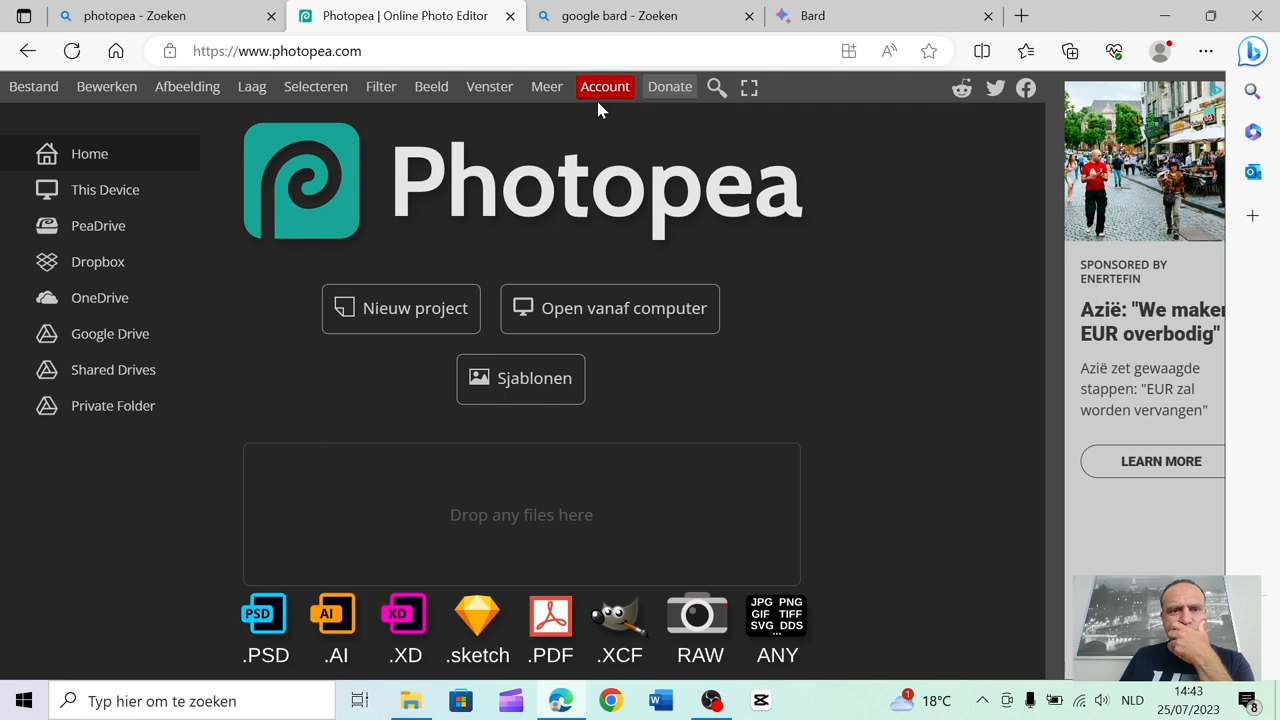 photopea - Zoeken
Photopea | Online Photo Editor
google bard - Zoeken
Bard
https://www.photopea.com
Bestand Bewerken Afbeelding Laag Selecteren Filter Beeld Venster Meer Account Donate
Home
This Device
PeaDrive
Dropbox
OneDrive
Google Drive
Shared Drives
Private Folder
Photopea
Nieuw project
Open vanaf computer
Sjablonen
Drop any files here
PSD
AI
XD
JPG PNG
GIF TIFF
SVG DDS
...
.PSD .AI .XD .sketch .PDF .XCF RAW ANY
SPONSORED BY
ENERTEFIN
Azië: "We maken
EUR overbodig"
Azië zet gewaagde
stappen: "EUR zal
worden vervangen"
LEARN MORE
Typ hier om te zoeken
1
18°C
NLD
14:43
25/07/2023
8